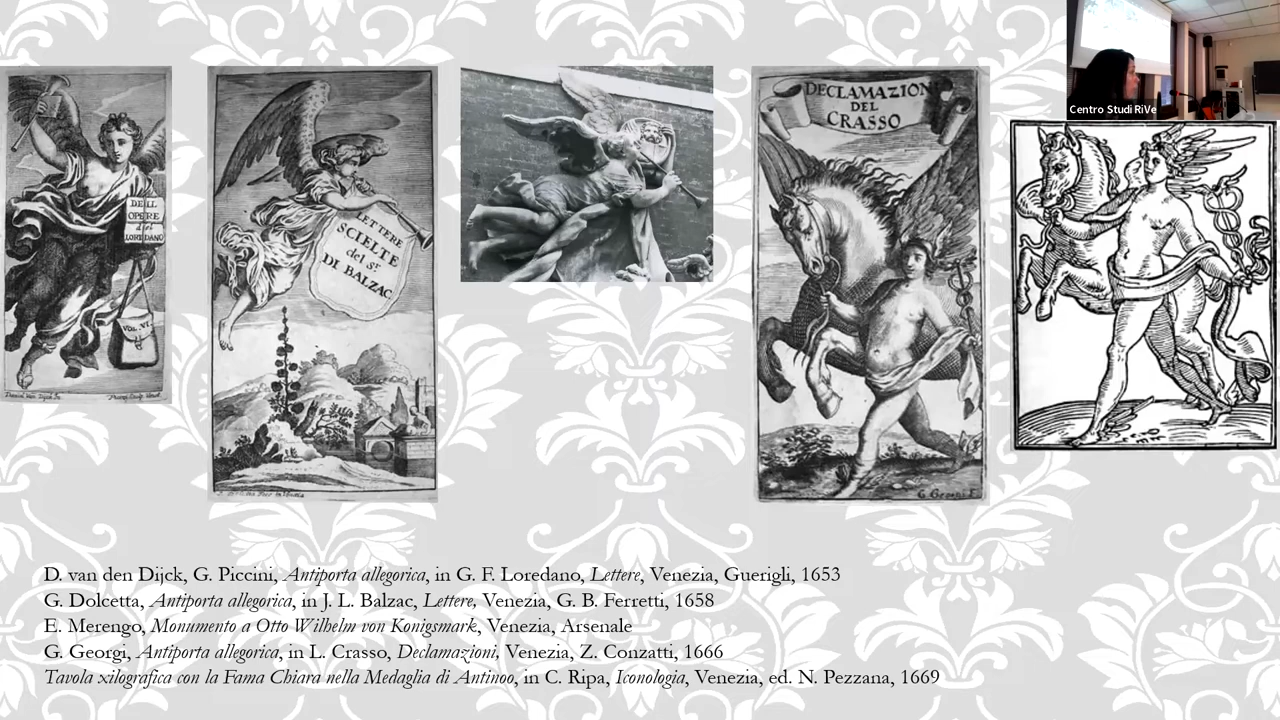 Centro Studi RiVe
DELL
OPERE
del
LOREDANO
VOL. VI.
LETTERE
SCIELTE
del Sr.
DI BALZAC
DECLAMAZION
DEL
CRASSO
D. van den Dijck, G. Piccini, Antiporta allegorica, in G. F. Loredano, Lettere, Venezia, Guerigli, 1653
G. Dolcetta, Antiporta allegorica, in J. L. Balzac, Lettere, Venezia, G. B. Ferretti, 1658
E. Merengo, Monumento a Otto Wilhelm von Konigsmark, Venezia, Arsenale
G. Georgi, Antiporta allegorica, in L. Crasso, Declamazioni, Venezia, Z. Conzatti, 1666
Tavola xilografica con la Fama Chiara nella Medaglia di Antinoo, in C. Ripa, Iconologia, Venezia, ed. N. Pezzana, 1669